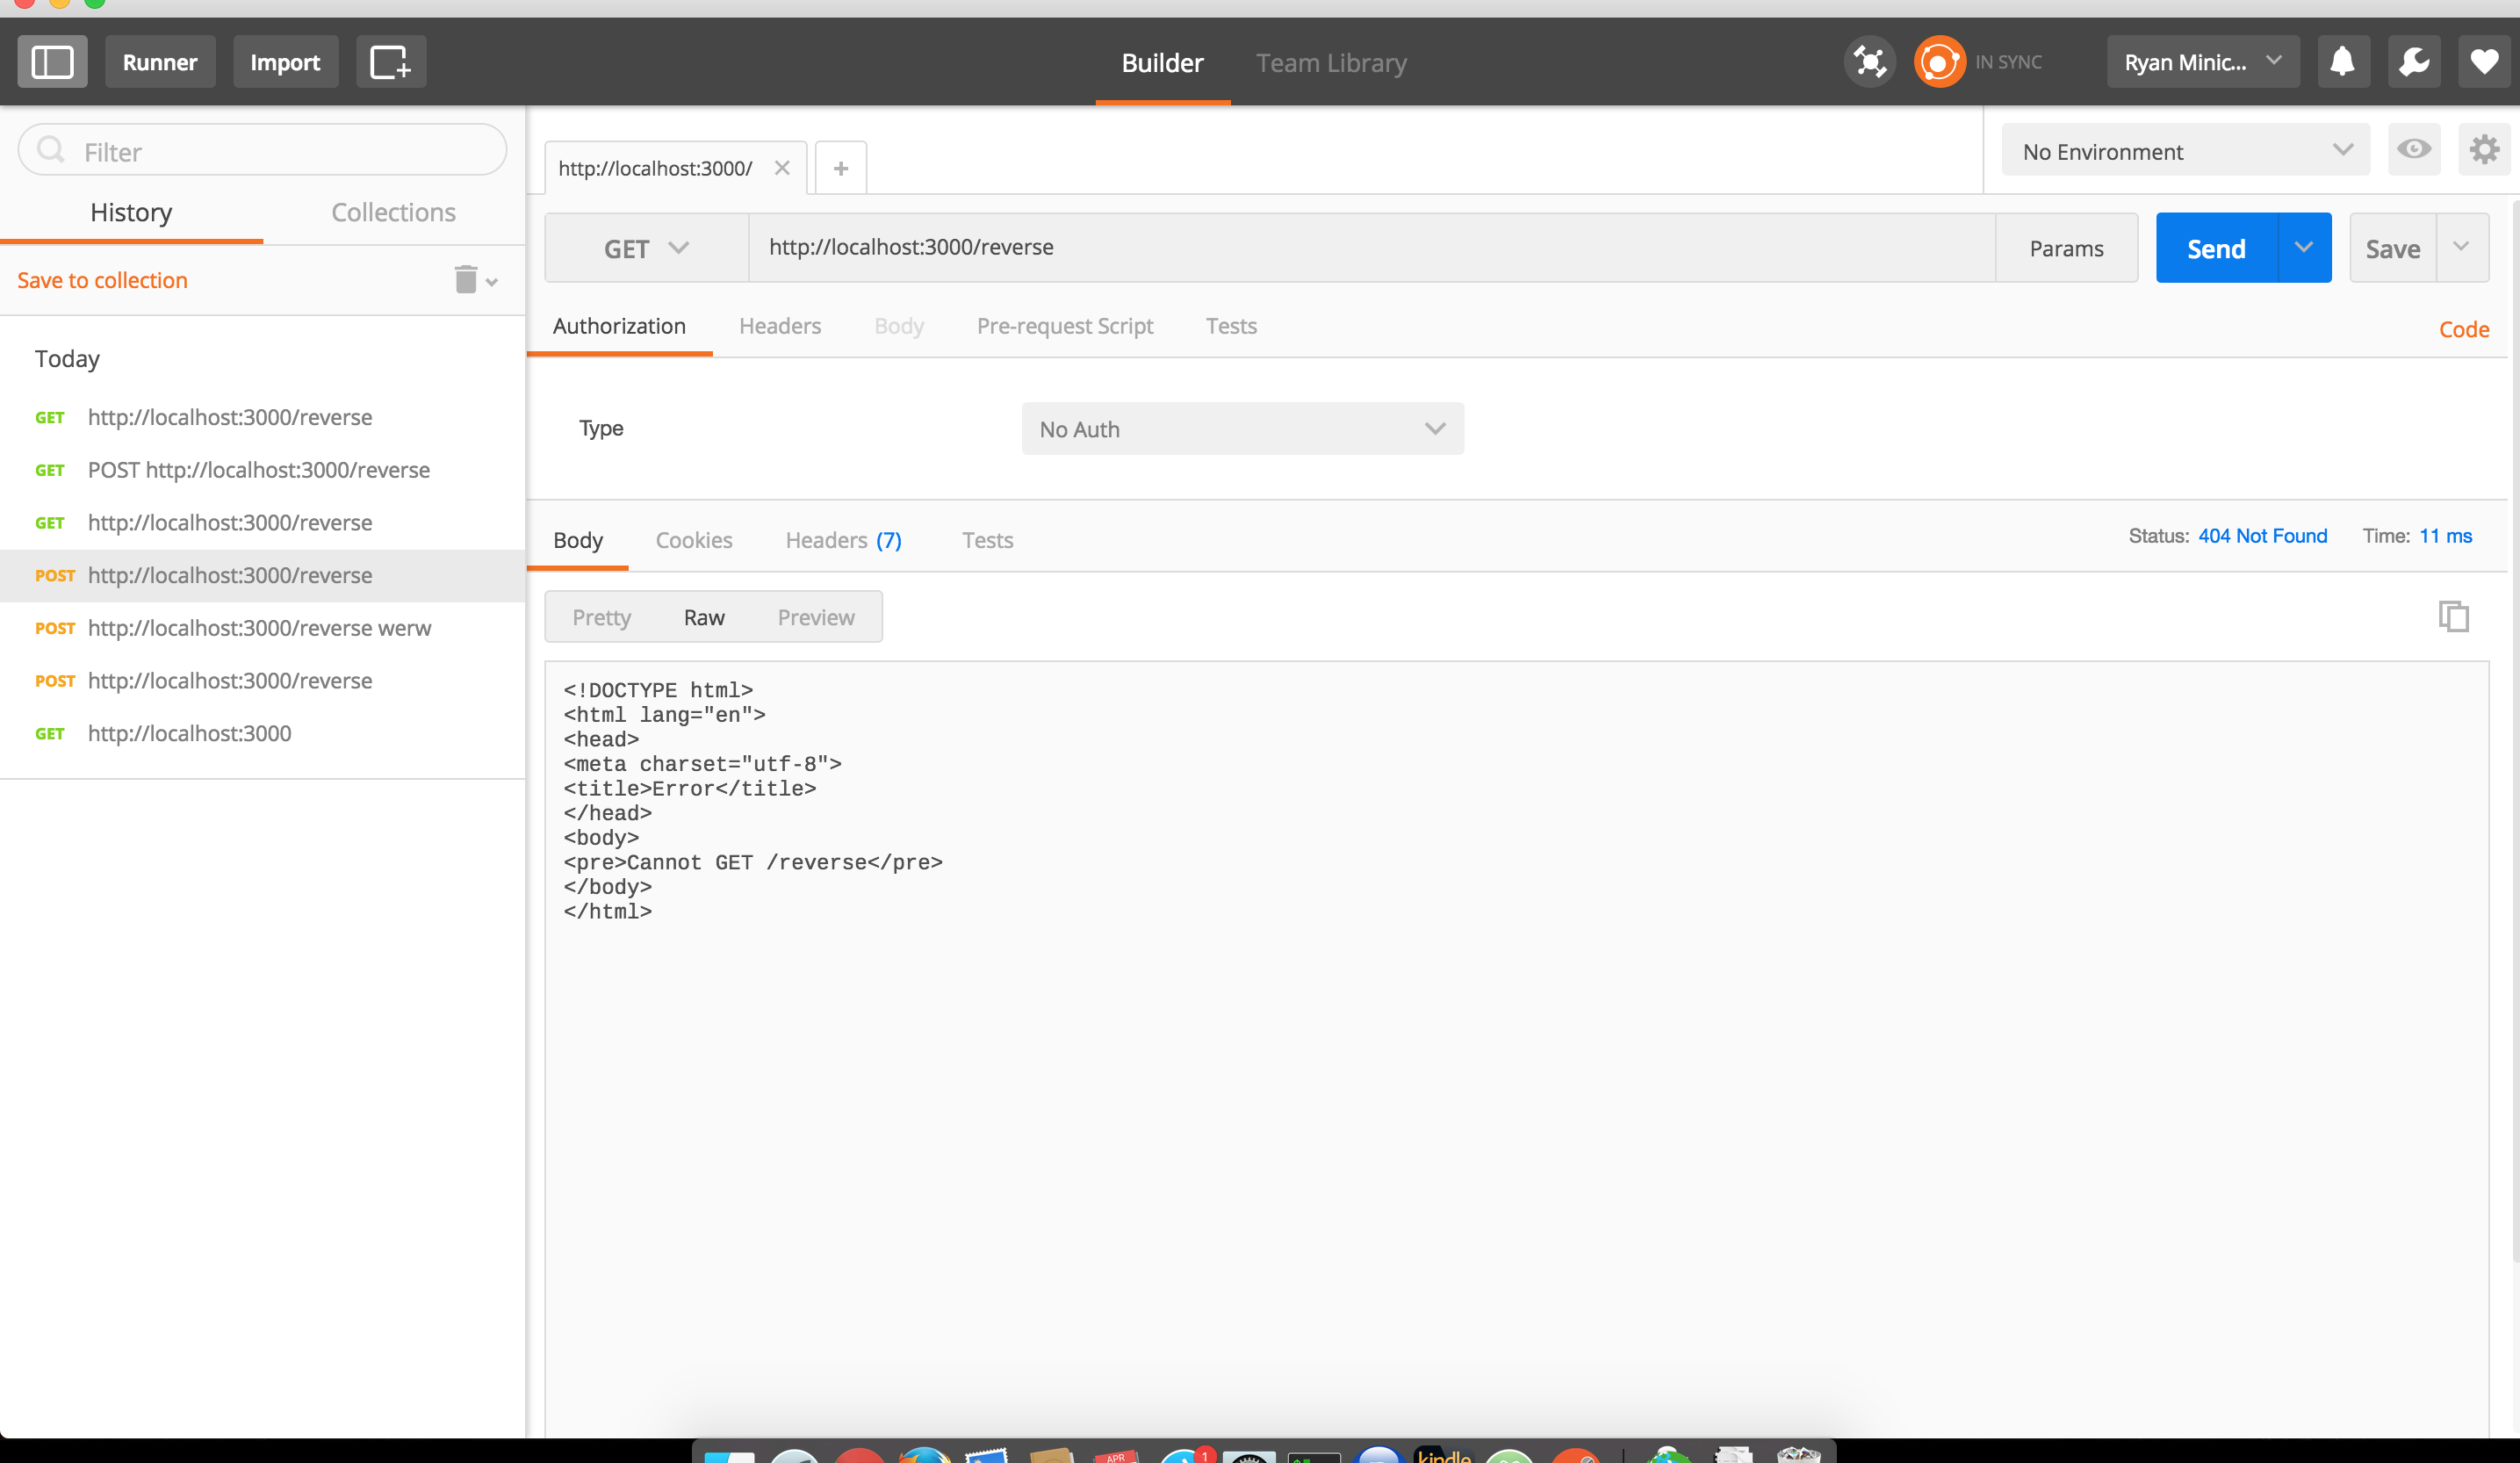 Runner Import Builder Team Library IN SYNC Ryan Minic...
Filter
http://localhost:3000/
No Environment
History Collections
GET http://localhost:3000/reverse Params Send Save
Save to collection
Authorization Headers Body Pre-request Script Tests Code
Today
GET http://localhost:3000/reverse
GET POST http://localhost:3000/reverse
GET http://localhost:3000/reverse
POST http://localhost:3000/reverse
POST http://localhost:3000/reverse werw
POST http://localhost:3000/reverse
GET http://localhost:3000
Type No Auth
Body Cookies Headers (7) Tests Status: 404 Not Found Time: 11 ms
Pretty Raw Preview
<!DOCTYPE html>
<html lang="en">
<head>
<meta charset="utf-8">
<title>Error</title>
</head>
<body>
<pre>Cannot GET /reverse</pre>
</body>
</html>
APR 1 kindle